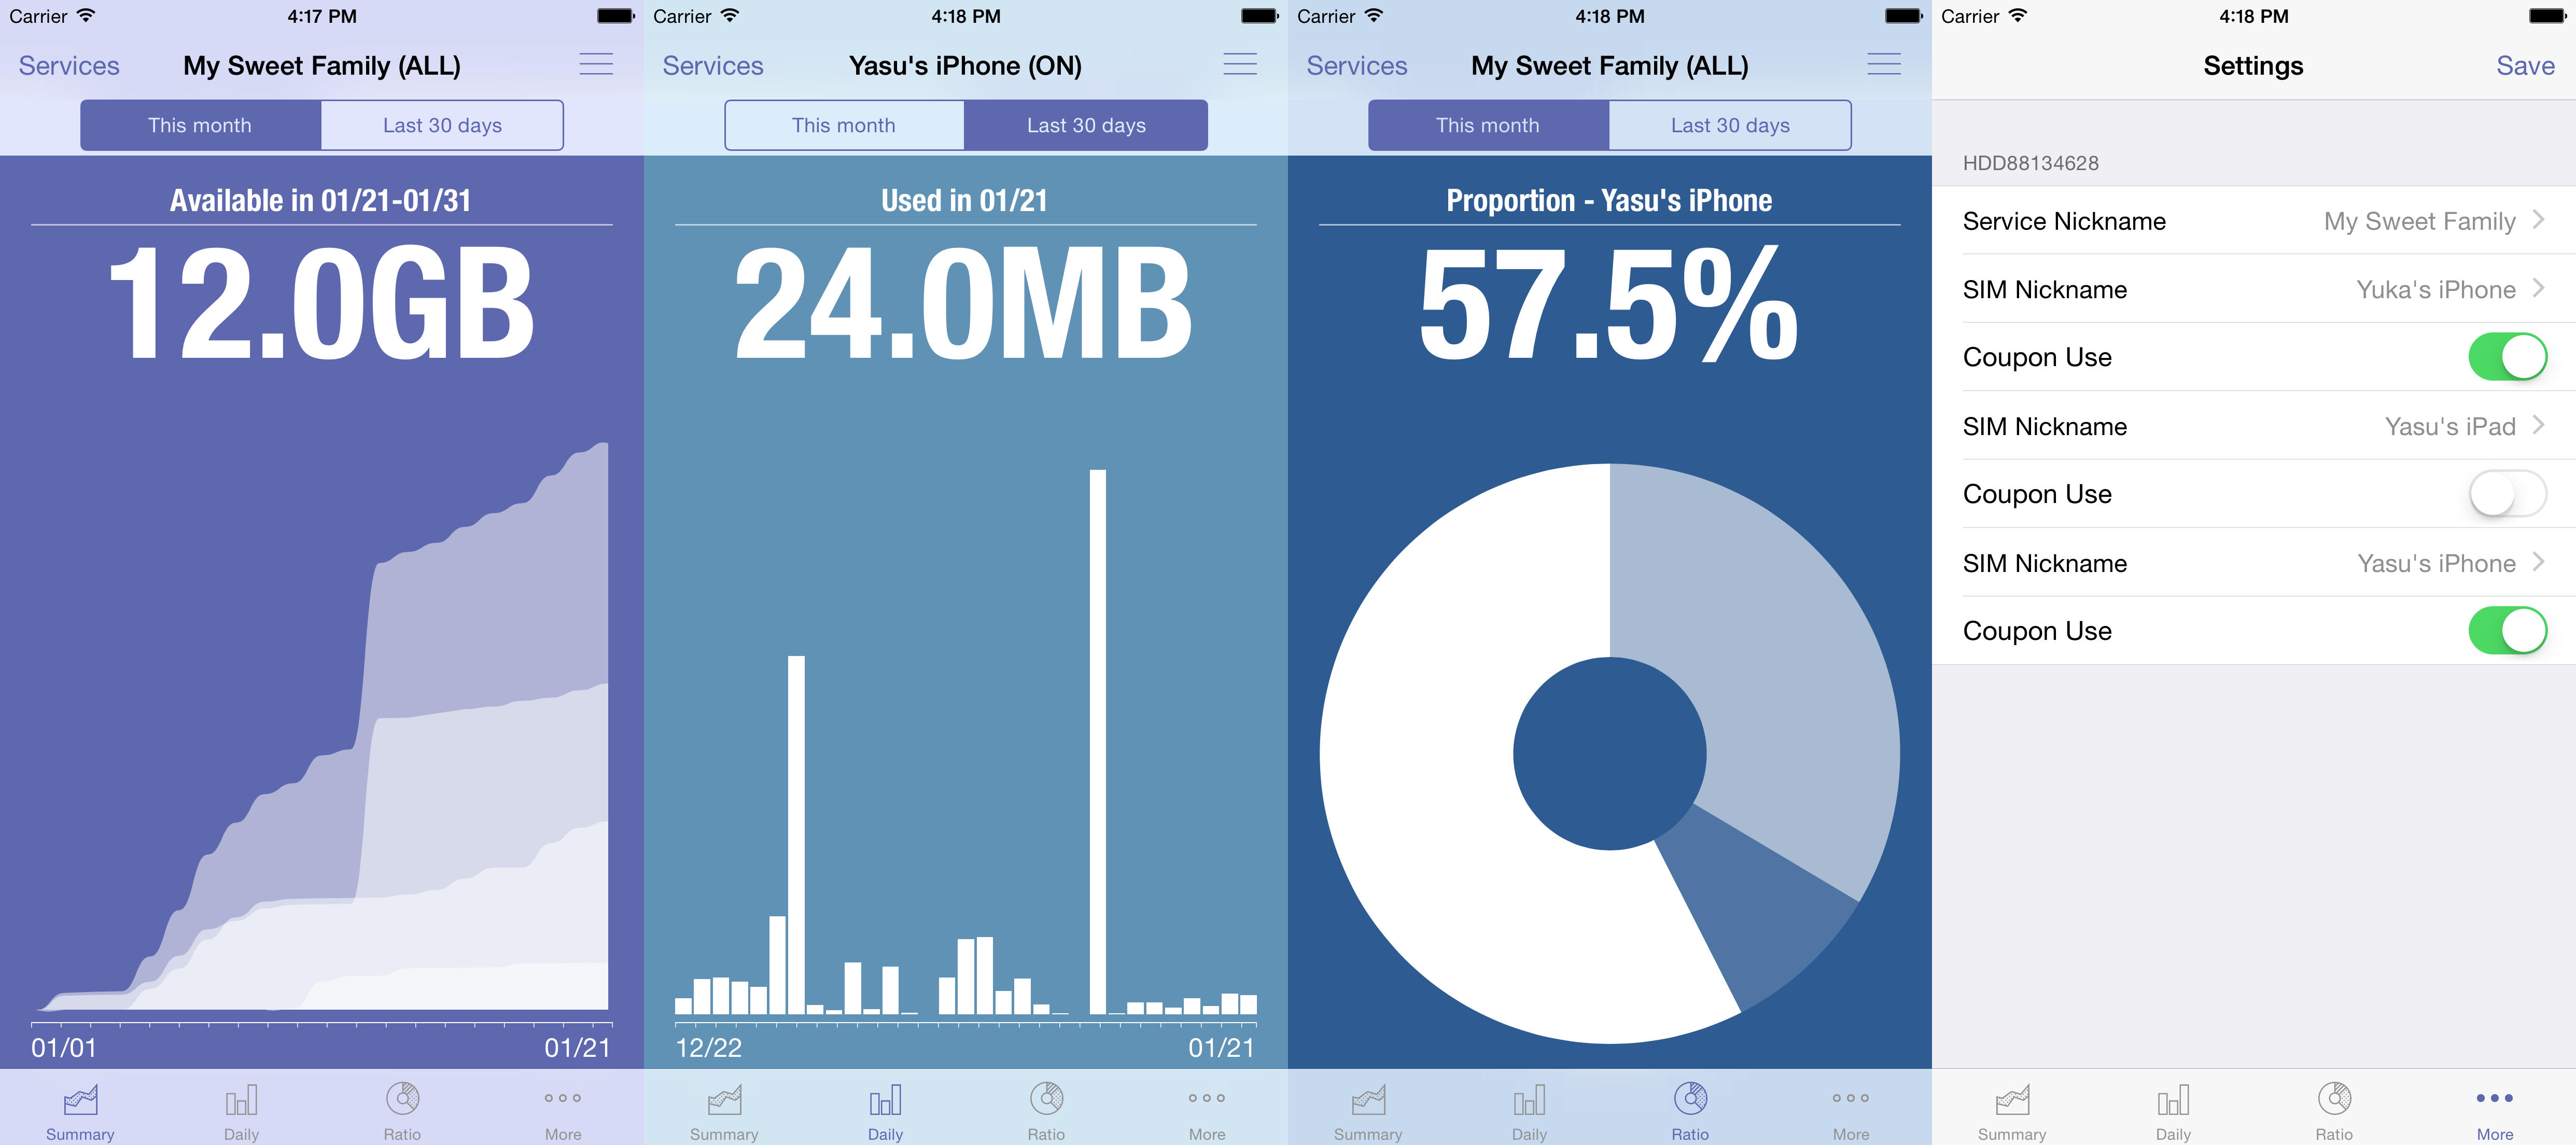 Carrier 4:17 PM
Services My Sweet Family (ALL)
This month Last 30 days
Available in 01/21-01/31
12.0GB
01/01 01/21
Summary Daily Ratio More
Carrier 4:18 PM
Services Yasu's iPhone (ON)
This month Last 30 days
Used in 01/21
24.0MB
12/22 01/21
Summary Daily Ratio More
Carrier 4:18 PM
Services My Sweet Family (ALL)
This month Last 30 days
Proportion - Yasu's iPhone
57.5%
Summary Daily Ratio More
Carrier 4:18 PM
Settings Save
HDD88134628
Service Nickname My Sweet Family
SIM Nickname Yuka's iPhone
Coupon Use
SIM Nickname Yasu's iPad
Coupon Use
SIM Nickname Yasu's iPhone
Coupon Use
Summary Daily Ratio More